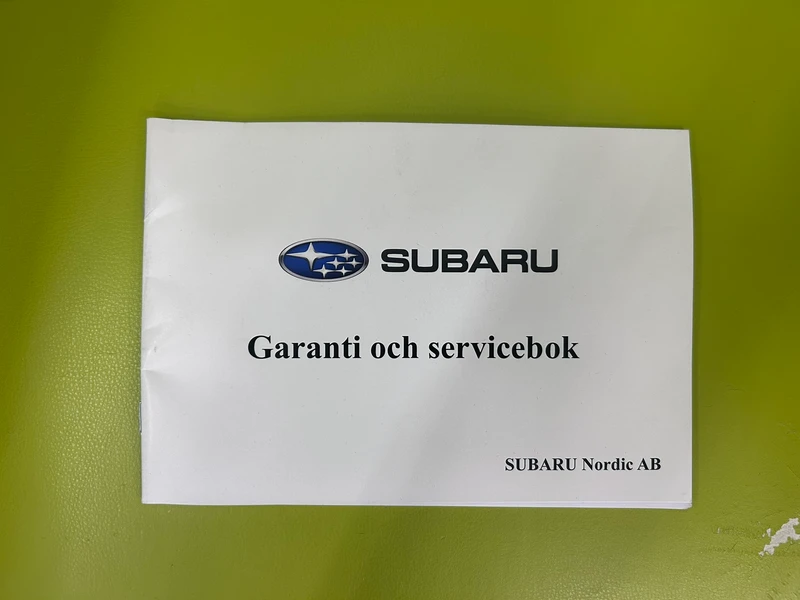 SUBARU
Garanti och servicebok
SUBARU Nordic AB